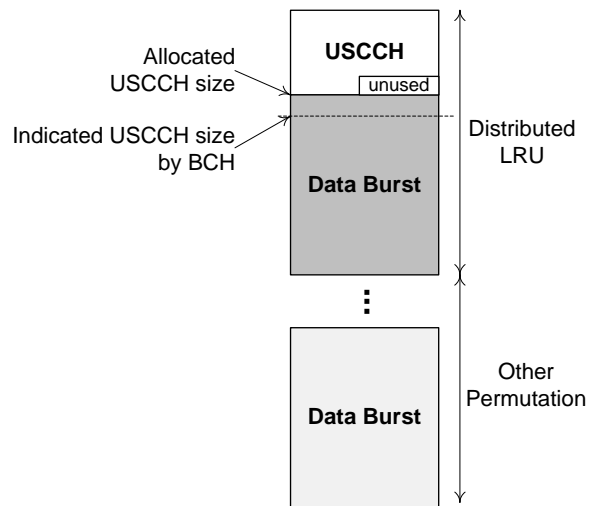 USCCH
Allocated
USCCH size
unused
Indicated USCCH size
by BCH
Distributed
LRU
Data Burst
⋮
Other
Permutation
Data Burst